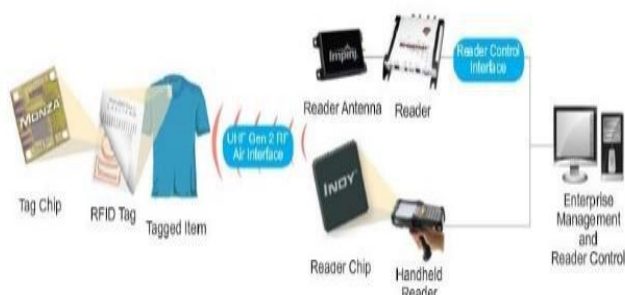 Impinj
Reader Control
Interface
Reader Antenna
Reader
MONZA
UHF Gen 2 RF
Air Interface
INDY
Tag Chip
RFID Tag
Tagged Item
Reader Chip
Handheld
Reader
Enterprise
Management
and
Reader Control